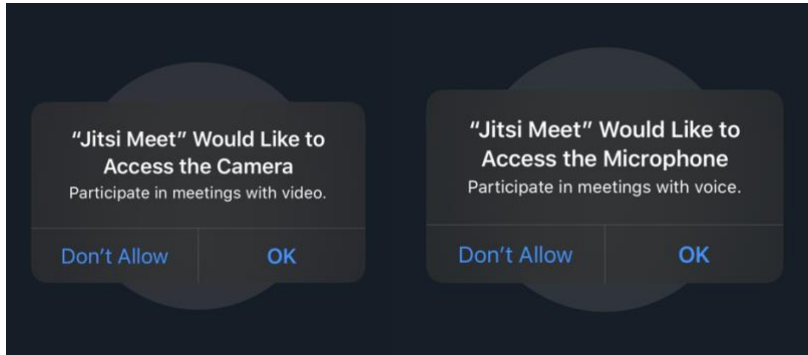 “Jitsi Meet” Would Like to
Access the Camera
Participate in meetings with video.
Don’t Allow
OK
“Jitsi Meet” Would Like to
Access the Microphone
Participate in meetings with voice.
Don’t Allow
OK